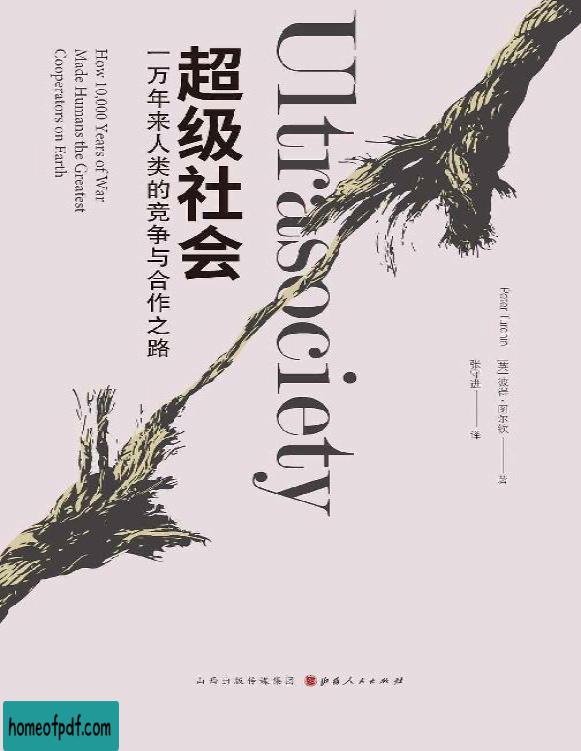 超级社会
一万年来人类的竞争与合作之路
Ultrasociety
How 10,000 Years of War
Made Humans the Greatest
Cooperators on Earth
彼得·图尔钦——著
张守进——译
山西出版传媒集团 山西人民出版社
homeofpdf.com